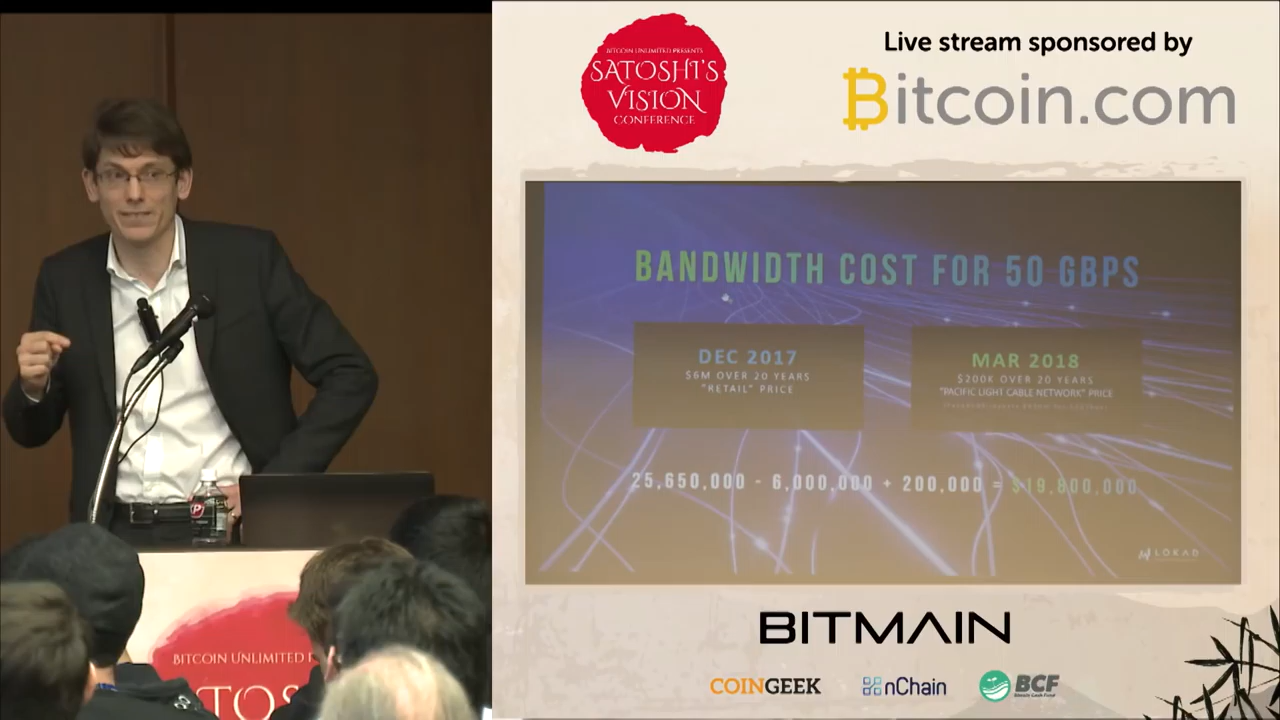 BITCOIN UNLIMITED PRESENTS
SATOSHI'S
VISION
CONFERENCE
Live stream sponsored by
Bitcoin.com
BANDWIDTH COST FOR 50 GBPS
DEC 2017
$6M OVER 20 YEARS
"RETAIL" PRICE
MAR 2018
$200K OVER 20 YEARS
"PACIFIC LIGHT CABLE NETWORK" PRICE
25,650,000 - 6,000,000 + 200,000 = $19,800,000
LOKAD
BITCOIN UNLIMITED
SATOS
BITMAIN
COINGEEK
nChain
BCF